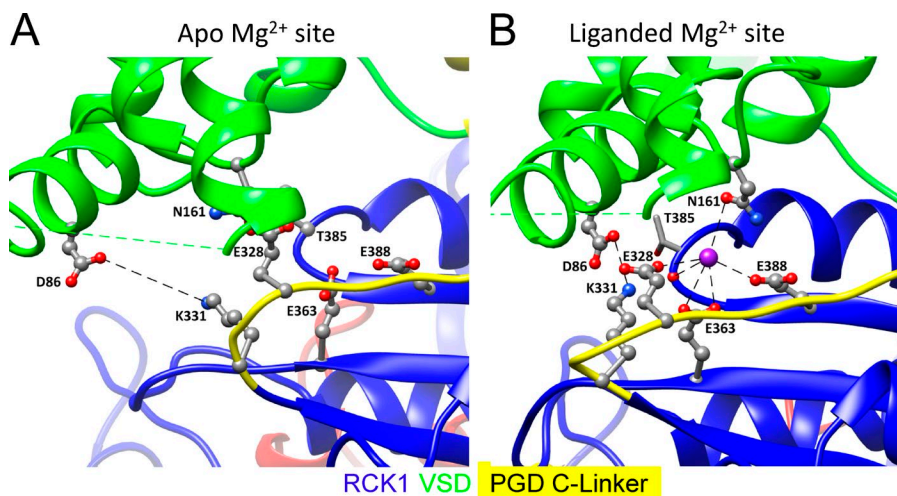 A
Apo Mg²⁺ site
N161
E328
T385
E388
D86
K331
E363
B
Liganded Mg²⁺ site
N161
T385
D86
E328
E388
K331
E363
RCK1 VSD PGD C-Linker